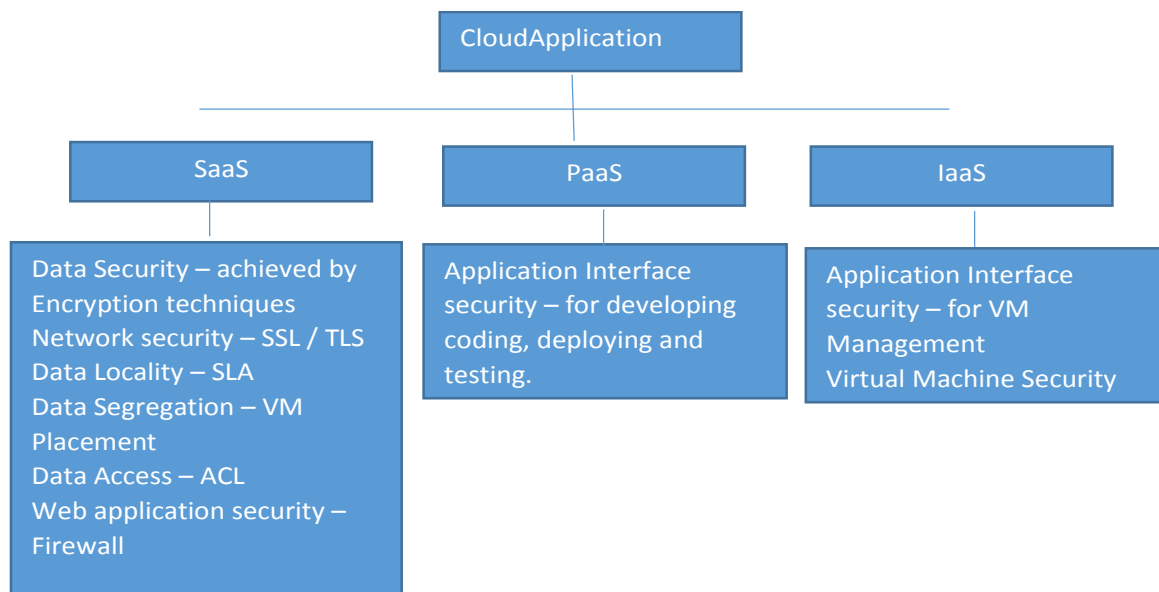 CloudApplication
SaaS
PaaS
IaaS
Data Security – achieved by
Encryption techniques
Network security – SSL / TLS
Data Locality – SLA
Data Segregation – VM
Placement
Data Access – ACL
Web application security –
Firewall
Application Interface
security – for developing
coding, deploying and
testing.
Application Interface
security – for VM
Management
Virtual Machine Security